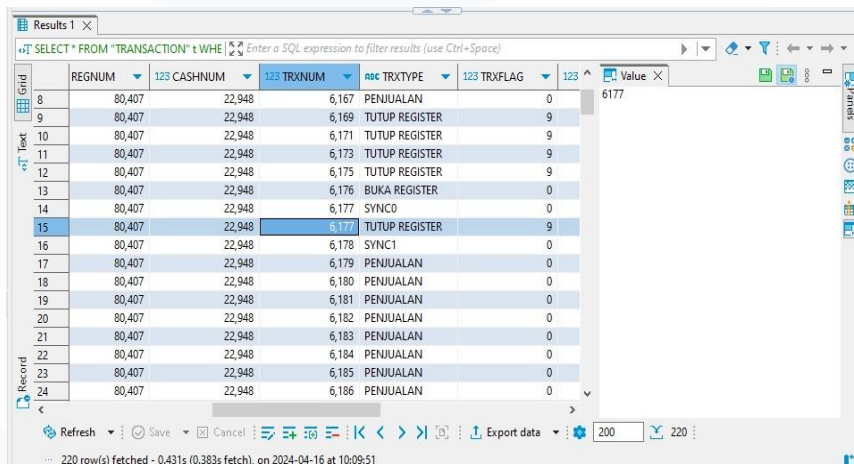 Results 1
SELECT * FROM "TRANSACTION" t WHE Enter a SQL expression to filter results (use Ctrl+Space)
Grid
Text
Record
REGNUM 123 CASHNUM 123 TRXNUM ABC TRXTYPE 123 TRXFLAG 123
8 80,407 22,948 6,167 PENJUALAN 0
9 80,407 22,948 6,169 TUTUP REGISTER 9
10 80,407 22,948 6,171 TUTUP REGISTER 9
11 80,407 22,948 6,173 TUTUP REGISTER 9
12 80,407 22,948 6,175 TUTUP REGISTER 9
13 80,407 22,948 6,176 BUKA REGISTER 0
14 80,407 22,948 6,177 SYNC0 0
15 80,407 22,948 6,177 TUTUP REGISTER 9
16 80,407 22,948 6,178 SYNC1 0
17 80,407 22,948 6,179 PENJUALAN 0
18 80,407 22,948 6,180 PENJUALAN 0
19 80,407 22,948 6,181 PENJUALAN 0
20 80,407 22,948 6,182 PENJUALAN 0
21 80,407 22,948 6,183 PENJUALAN 0
22 80,407 22,948 6,184 PENJUALAN 0
23 80,407 22,948 6,185 PENJUALAN 0
24 80,407 22,948 6,186 PENJUALAN 0
Value
6177
Panels
Refresh Save Cancel Export data 200 220
220 row(s) fetched - 0.431s (0.383s fetch), on 2024-04-16 at 10:09:51